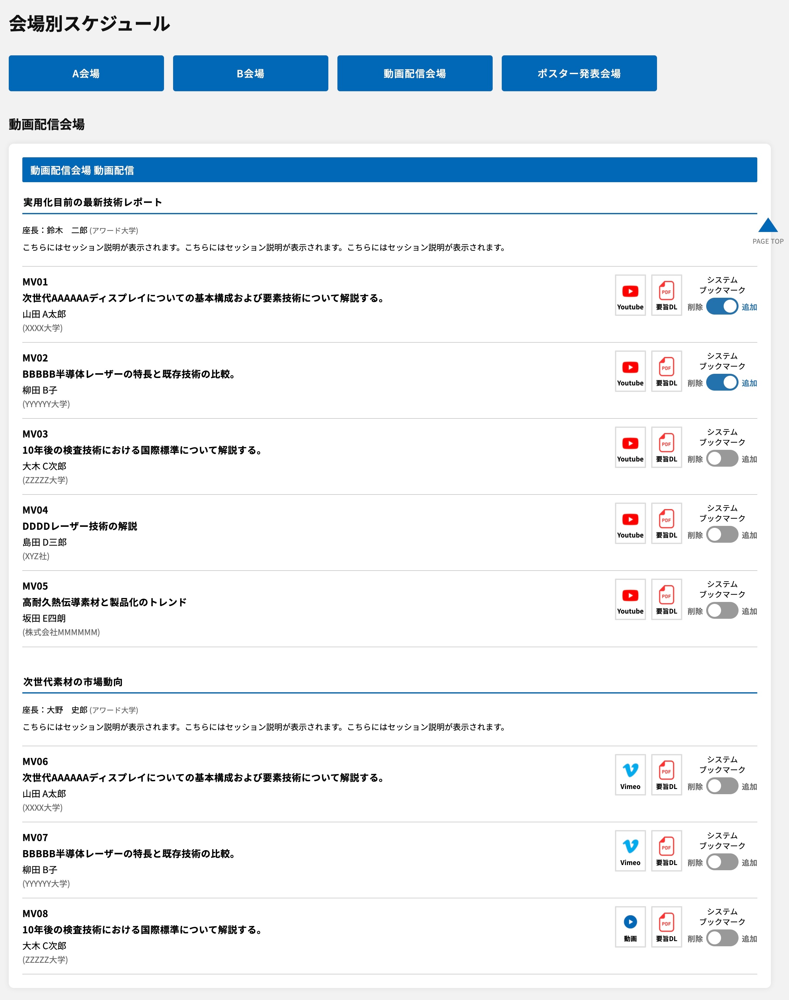 会場別スケジュール
A会場
B会場
動画配信会場
ポスター発表会場
動画配信会場
動画配信会場 動画配信
実用化目前の最新技術レポート
座長：鈴木　二郎 (アワード大学)
こちらにはセッション説明が表示されます。こちらにはセッション説明が表示されます。こちらにはセッション説明が表示されます。
PAGE TOP
MV01
次世代AAAAAAディスプレイについての基本構成および要素技術について解説する。
山田 A太郎
(XXXX大学)
Youtube
PDF
要旨DL
システム
ブックマーク
削除 追加
MV02
BBBBB半導体レーザーの特長と既存技術の比較。
柳田 B子
(YYYYYY大学)
Youtube
PDF
要旨DL
システム
ブックマーク
削除 追加
MV03
10年後の検査技術における国際標準について解説する。
大木 C次郎
(ZZZZZ大学)
Youtube
PDF
要旨DL
システム
ブックマーク
削除 追加
MV04
DDDDレーザー技術の解説
島田 D三郎
(XYZ社)
Youtube
PDF
要旨DL
システム
ブックマーク
削除 追加
MV05
高耐久熱伝導素材と製品化のトレンド
坂田 E四朗
(株式会社MMMMMM)
Youtube
PDF
要旨DL
システム
ブックマーク
削除 追加
次世代素材の市場動向
座長：大野　史郎 (アワード大学)
こちらにはセッション説明が表示されます。こちらにはセッション説明が表示されます。こちらにはセッション説明が表示されます。
MV06
次世代AAAAAAディスプレイについての基本構成および要素技術について解説する。
山田 A太郎
(XXXX大学)
Vimeo
PDF
要旨DL
システム
ブックマーク
削除 追加
MV07
BBBBB半導体レーザーの特長と既存技術の比較。
柳田 B子
(YYYYYY大学)
Vimeo
PDF
要旨DL
システム
ブックマーク
削除 追加
MV08
10年後の検査技術における国際標準について解説する。
大木 C次郎
(ZZZZZ大学)
動画
PDF
要旨DL
システム
ブックマーク
削除 追加